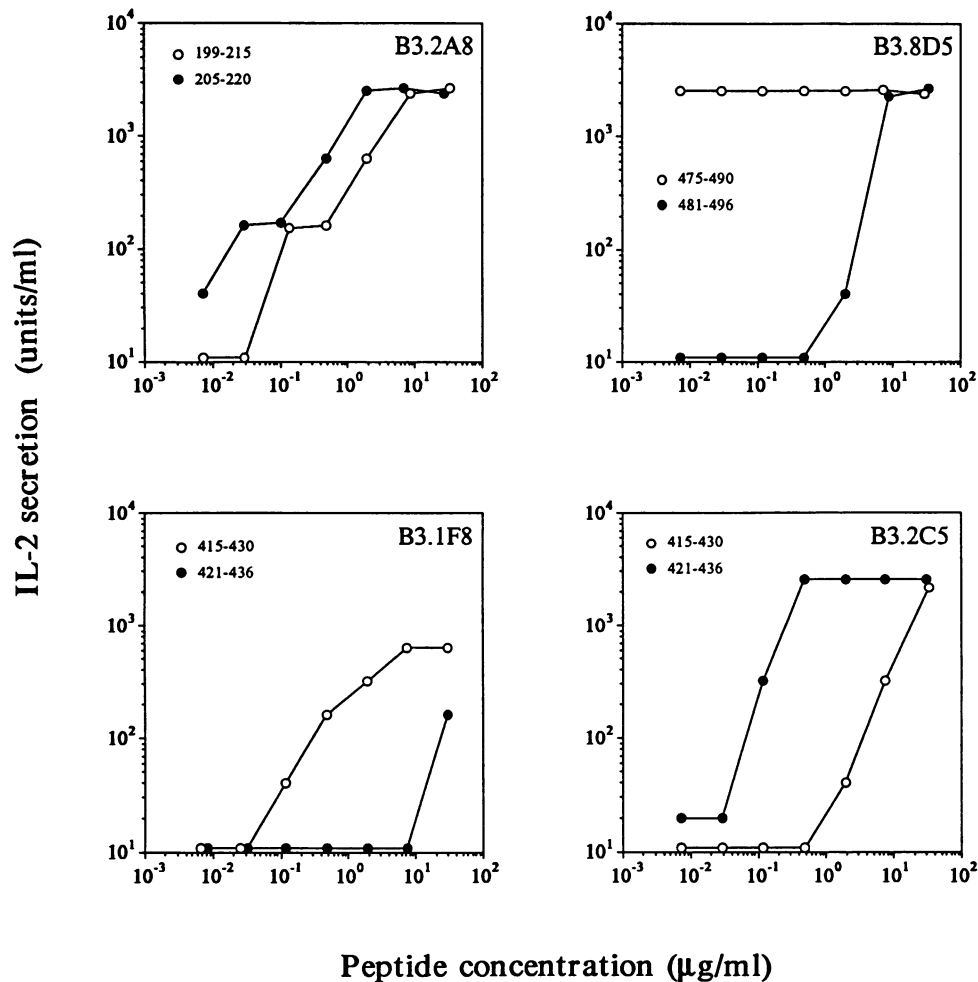 IL-2 secretion (units/ml)
B3.2A8
199-215
205-220
10⁴
10³
10²
10¹
10⁻³ 10⁻² 10⁻¹ 10⁰ 10¹ 10²
B3.8D5
475-490
481-496
10⁴
10³
10²
10¹
10⁻³ 10⁻² 10⁻¹ 10⁰ 10¹ 10²
B3.1F8
415-430
421-436
10⁴
10³
10²
10¹
10⁻³ 10⁻² 10⁻¹ 10⁰ 10¹ 10²
B3.2C5
415-430
421-436
10⁴
10³
10²
10¹
10⁻³ 10⁻² 10⁻¹ 10⁰ 10¹ 10²
Peptide concentration (μg/ml)